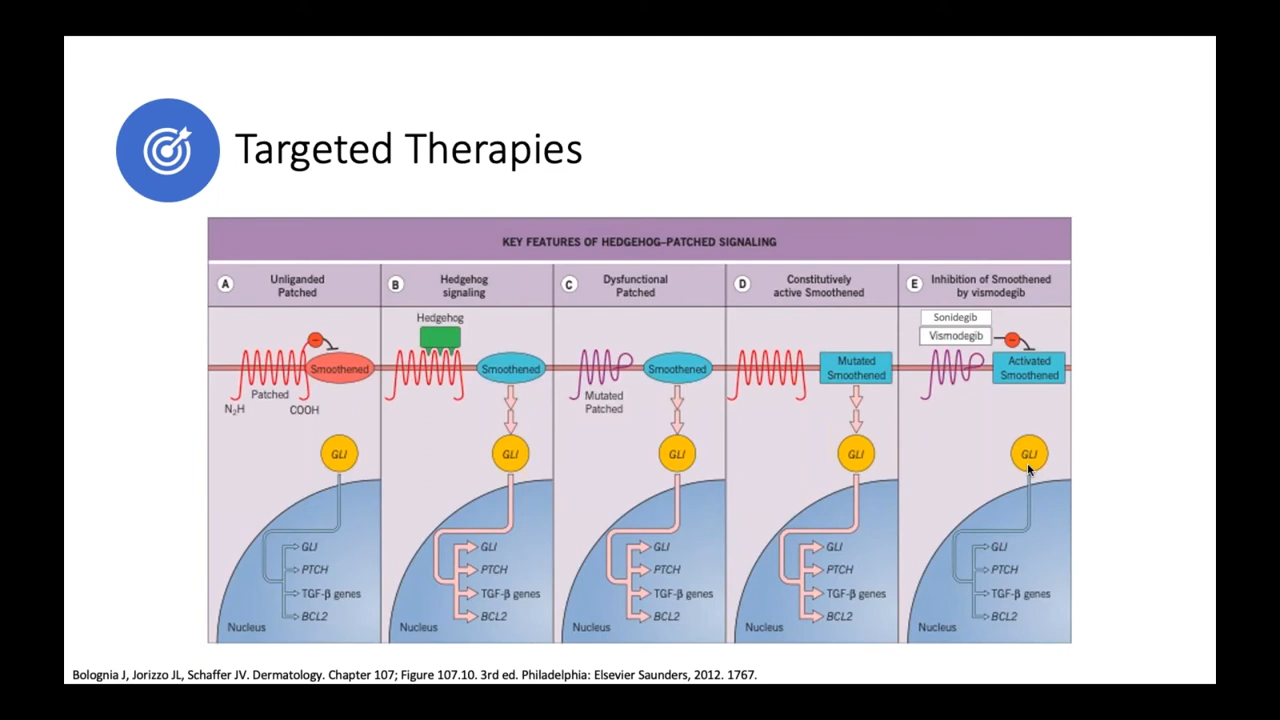 Targeted Therapies
KEY FEATURES OF HEDGEHOG–PATCHED SIGNALING
A
Unliganded
Patched
B
Hedgehog
signaling
C
Dysfunctional
Patched
D
Constitutively
active Smoothened
E
Inhibition of Smoothened
by vismodegib
Smoothened
Patched
N2H
COOH
GLI
GLI
PTCH
TGF-β genes
BCL2
Nucleus
Hedgehog
Smoothened
GLI
GLI
PTCH
TGF-β genes
BCL2
Nucleus
Smoothened
Mutated
Patched
GLI
GLI
PTCH
TGF-β genes
BCL2
Nucleus
Mutated
Smoothened
GLI
GLI
PTCH
TGF-β genes
BCL2
Nucleus
Sonidegib
Vismodegib
Activated
Smoothened
GLI
GLI
PTCH
TGF-β genes
BCL2
Nucleus
Bolognia J, Jorizzo JL, Schaffer JV. Dermatology. Chapter 107; Figure 107.10. 3rd ed. Philadelphia: Elsevier Saunders, 2012. 1767.